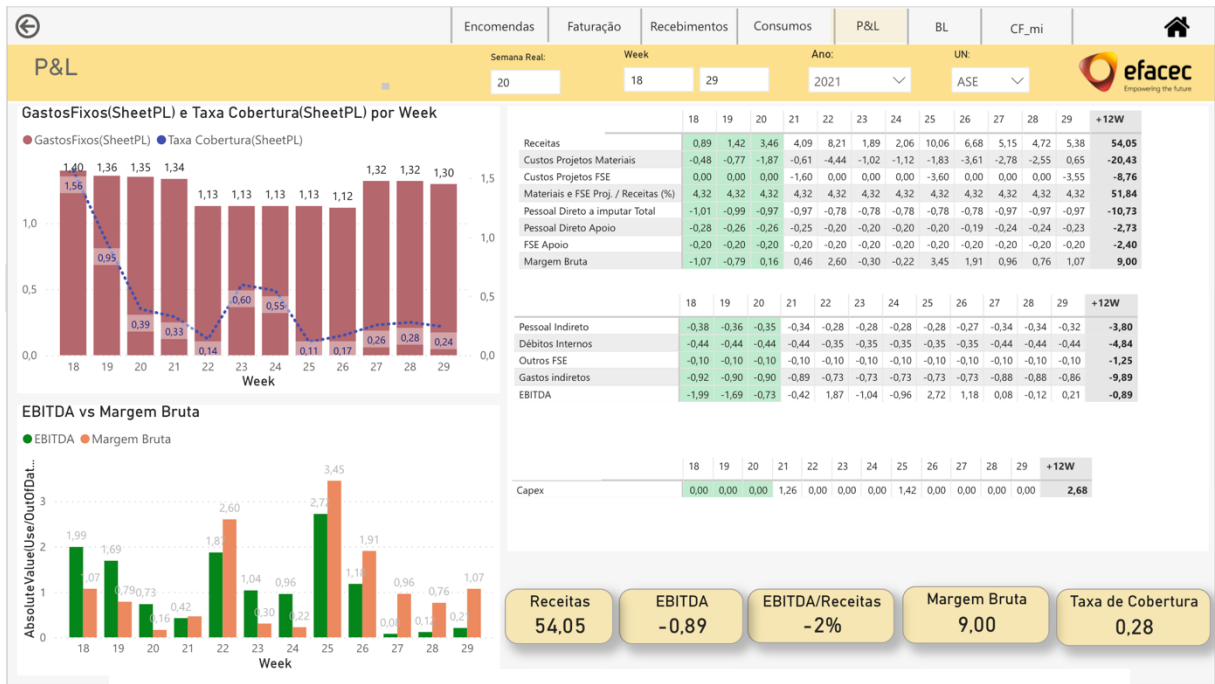 Encomendas Faturação Recebimentos Consumos P&L BL CF_mi
P&L
Semana Real: Week Ano: UN:
20 18 29 2021 ASE
efacec
Empowering the future
GastosFixos(SheetPL) e Taxa Cobertura(SheetPL) por Week
GastosFixos(SheetPL) Taxa Cobertura(SheetPL)
1,40 1,36 1,35 1,34 1,13 1,13 1,13 1,13 1,12 1,32 1,32 1,30
1,56 0,95 0,39 0,33 0,14 0,60 0,55 0,11 0,17 0,26 0,28 0,24
1,0
0,5
0,0
1,5
1,0
0,5
0,0
18 19 20 21 22 23 24 25 26 27 28 29
Week
EBITDA vs Margem Bruta
EBITDA Margem Bruta
AbsoluteValue(Use/OutOfDat...
3
2
1
0
1,99 1,07 1,69 0,79 0,73 0,16 0,42 2,60 1,04 0,30 0,96 0,22 3,45 1,18 1,91 0,96 0,76 1,07
18 19 20 21 22 23 24 25 26 27 28 29
Week
18 19 20 21 22 23 24 25 26 27 28 29 +12W
Receitas 0,89 1,42 3,46 4,09 8,21 1,89 2,06 10,06 6,68 5,15 4,72 5,38 54,05
Custos Projetos Materiais -0,48 -0,77 -1,87 -0,61 -4,44 -1,02 -1,12 -1,83 -3,61 -2,78 -2,55 0,65 -20,43
Custos Projetos FSE 0,00 0,00 0,00 -1,60 0,00 0,00 0,00 -3,60 0,00 0,00 0,00 -3,55 -8,76
Materiais e FSE Proj. / Receitas (%) 4,32 4,32 4,32 4,32 4,32 4,32 4,32 4,32 4,32 4,32 4,32 4,32 51,84
Pessoal Direto a imputar Total -1,01 -0,99 -0,97 -0,97 -0,78 -0,78 -0,78 -0,78 -0,78 -0,97 -0,97 -0,97 -10,73
Pessoal Direto Apoio -0,28 -0,26 -0,26 -0,25 -0,20 -0,20 -0,20 -0,20 -0,19 -0,24 -0,24 -0,23 -2,73
FSE Apoio -0,20 -0,20 -0,20 -0,20 -0,20 -0,20 -0,20 -0,20 -0,20 -0,20 -0,20 -0,20 -2,40
Margem Bruta -1,07 -0,79 0,16 0,46 2,60 -0,30 -0,22 3,45 1,91 0,96 0,76 1,07 9,00
18 19 20 21 22 23 24 25 26 27 28 29 +12W
Pessoal Indireto -0,38 -0,36 -0,35 -0,34 -0,28 -0,28 -0,28 -0,28 -0,27 -0,34 -0,34 -0,32 -3,80
Débitos Internos -0,44 -0,44 -0,44 -0,44 -0,35 -0,35 -0,35 -0,35 -0,35 -0,44 -0,44 -0,44 -4,84
Outros FSE -0,10 -0,10 -0,10 -0,10 -0,10 -0,10 -0,10 -0,10 -0,10 -0,10 -0,10 -0,10 -1,25
Gastos indiretos -0,92 -0,90 -0,90 -0,89 -0,73 -0,73 -0,73 -0,73 -0,73 -0,88 -0,88 -0,86 -9,89
EBITDA -1,99 -1,69 -0,73 -0,42 1,87 -1,04 -0,96 2,72 1,18 0,08 -0,12 0,21 -0,89
18 19 20 21 22 23 24 25 26 27 28 29 +12W
Capex 0,00 0,00 0,00 1,26 0,00 0,00 0,00 1,42 0,00 0,00 0,00 0,00 2,68
Receitas EBITDA EBITDA/Receitas Margem Bruta Taxa de Cobertura
54,05 -0,89 -2% 9,00 0,28